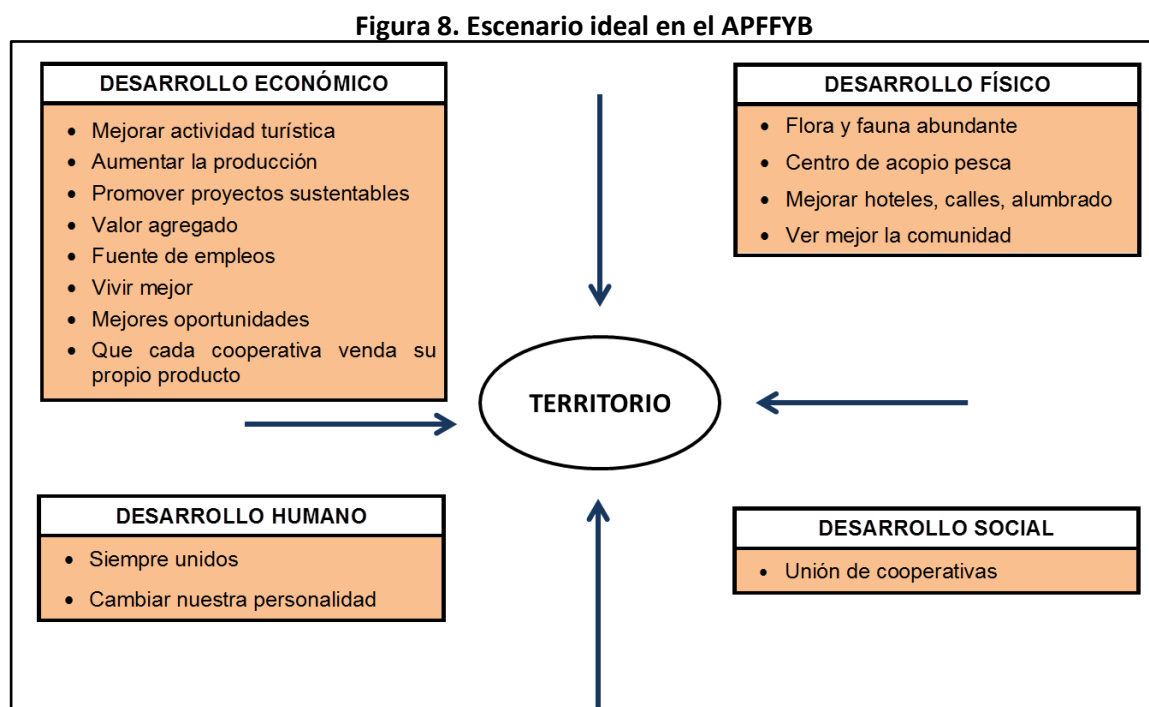 Figura 8. Escenario ideal en el APFFYB
DESARROLLO ECONÓMICO
• Mejorar actividad turística
• Aumentar la producción
• Promover proyectos sustentables
• Valor agregado
• Fuente de empleos
• Vivir mejor
• Mejores oportunidades
• Que cada cooperativa venda su
propio producto
DESARROLLO FÍSICO
• Flora y fauna abundante
• Centro de acopio pesca
• Mejorar hoteles, calles, alumbrado
• Ver mejor la comunidad
TERRITORIO
DESARROLLO HUMANO
• Siempre unidos
• Cambiar nuestra personalidad
DESARROLLO SOCIAL
• Unión de cooperativas